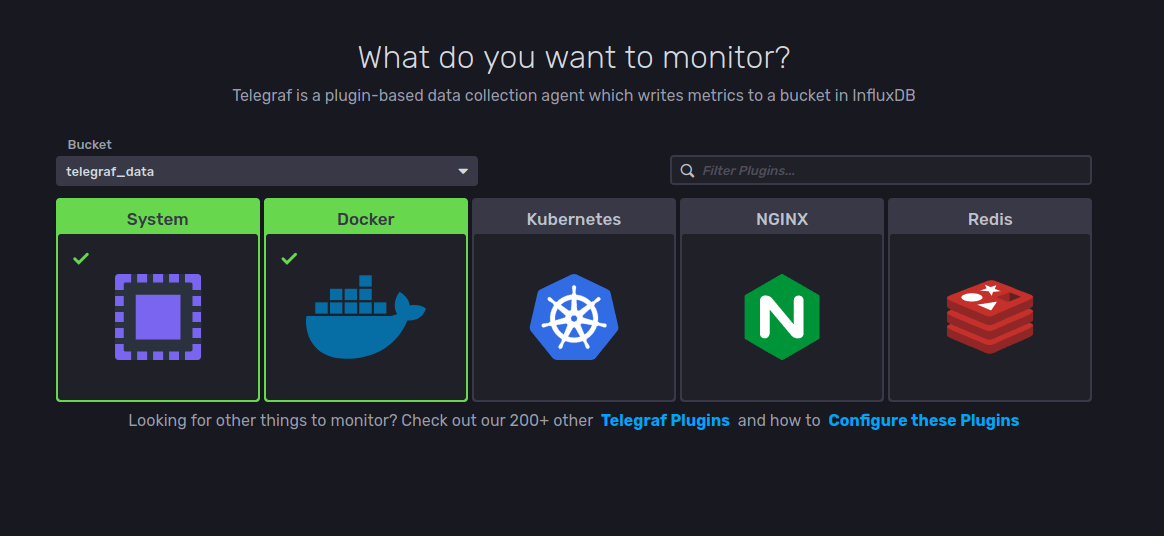 What do you want to monitor?
Telegraf is a plugin-based data collection agent which writes metrics to a bucket in InfluxDB
Bucket
telegraf_data
Filter Plugins...
System
Docker
Kubernetes
NGINX
Redis
N
Looking for other things to monitor? Check out our 200+ other Telegraf Plugins and how to Configure these Plugins